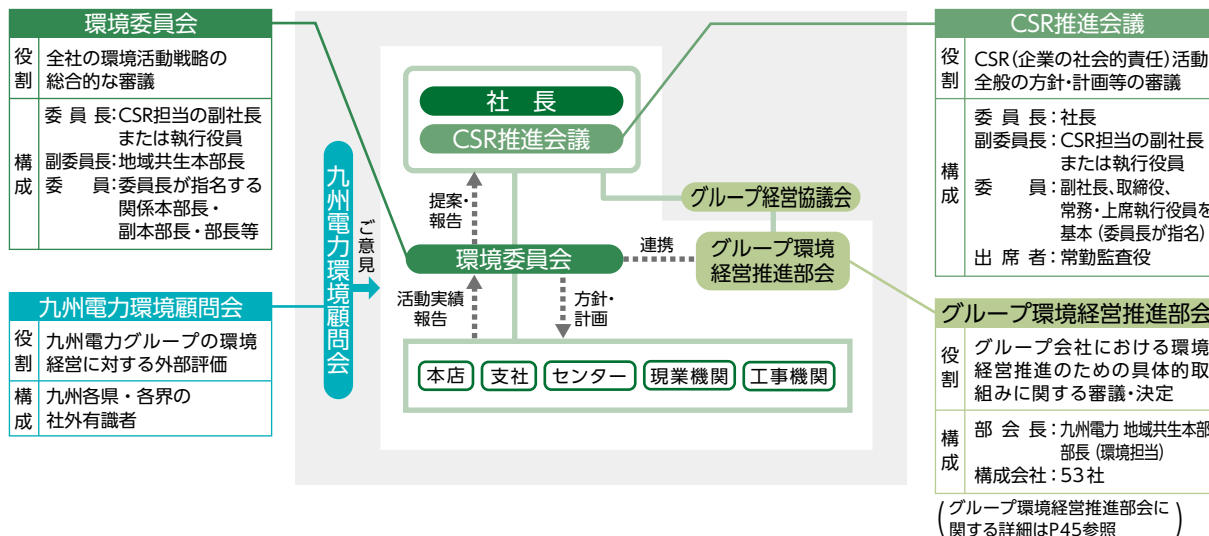 環境委員会
役割
全社の環境活動戦略の
総合的な審議
構成
委員長:CSR担当の副社長
または執行役員
副委員長:地域共生本部長
委　員:委員長が指名する
関係本部長・
副本部長・部長等
九州電力環境顧問会
役割
九州電力グループの環境
経営に対する外部評価
構成
九州各県・各界の
社外有識者
九州電力環境顧問会
ご意見
社　長
CSR推進会議
提案・
報告
環境委員会
連携
グループ経営協議会
グループ環境
経営推進部会
活動実績
報告
方針・
計画
本店
支社
センター
現業機関
工事機関
CSR推進会議
役割
CSR(企業の社会的責任)活動
全般の方針・計画等の審議
構成
委員長:社長
副委員長:CSR担当の副社長
または執行役員
委　員:副社長、取締役、
常務・上席執行役員を
基本(委員長が指名)
出席者:常勤監査役
グループ環境経営推進部会
役割
グループ会社における環境
経営推進のための具体的取
組みに関する審議・決定
構成
部会長:九州電力 地域共生本部
部長(環境担当)
構成会社:53社
(グループ環境経営推進部会に
関する詳細はP45参照)